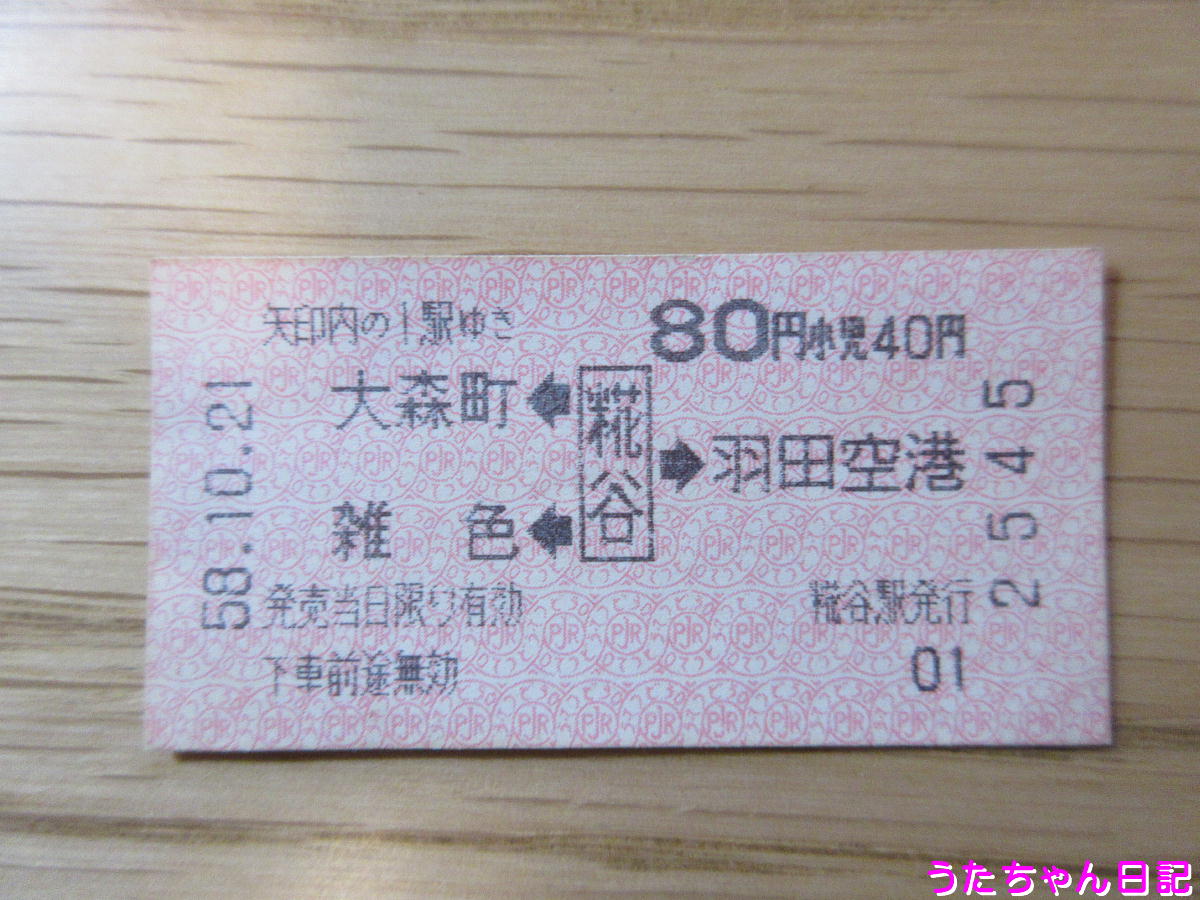 矢印内の1駅ゆき
80円小児40円
大森町
糀谷
羽田空港
雑色
発売当日限り有効
糀谷駅発行
下車前途無効
01
58.10.21
2545
うたちゃん日記